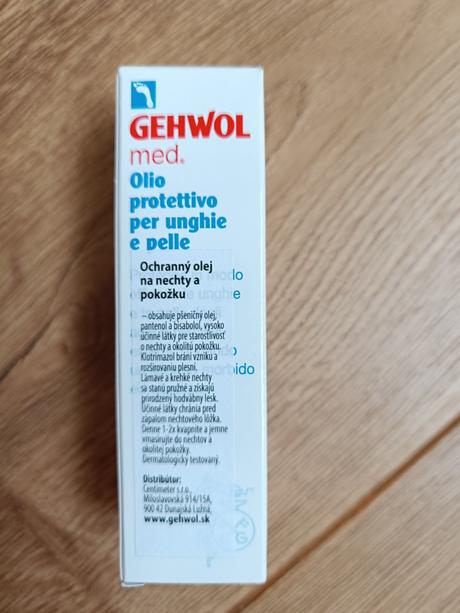 GEHWOL
med.
Olio
protettivo
per unghie
e pelle
Ochranný olej
na nechty a
pokožku
– obsahuje pšeničný olej,
pantenol a bisabolol, vysoko
účinné látky pre starostlivosť
o nechty a okolitú pokožku.
Klotrimazol bráni vzniku a
rozširovaniu plesní.
Lámavé a krehké nechty
sa stanú pružné a získajú
prirodzený hodvábny lesk.
Účinné látky chránia pred
zápalom nechtového lôžka.
Denne 1-2x kvapnite a jemne
vmasírujte do nechtov a
okolitej pokožky.
Dermatologicky testovaný.
Distribútor:
Centimeter s.r.o.,
Miloslavovská 914/15A,
900 42 Dunajská Lužná,
www.gehwol.sk